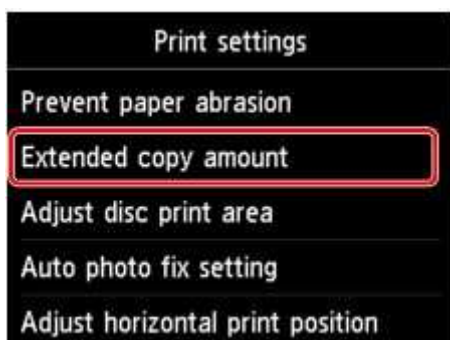 Print settings
Prevent paper abrasion
Extended copy amount
Adjust disc print area
Auto photo fix setting
Adjust horizontal print position